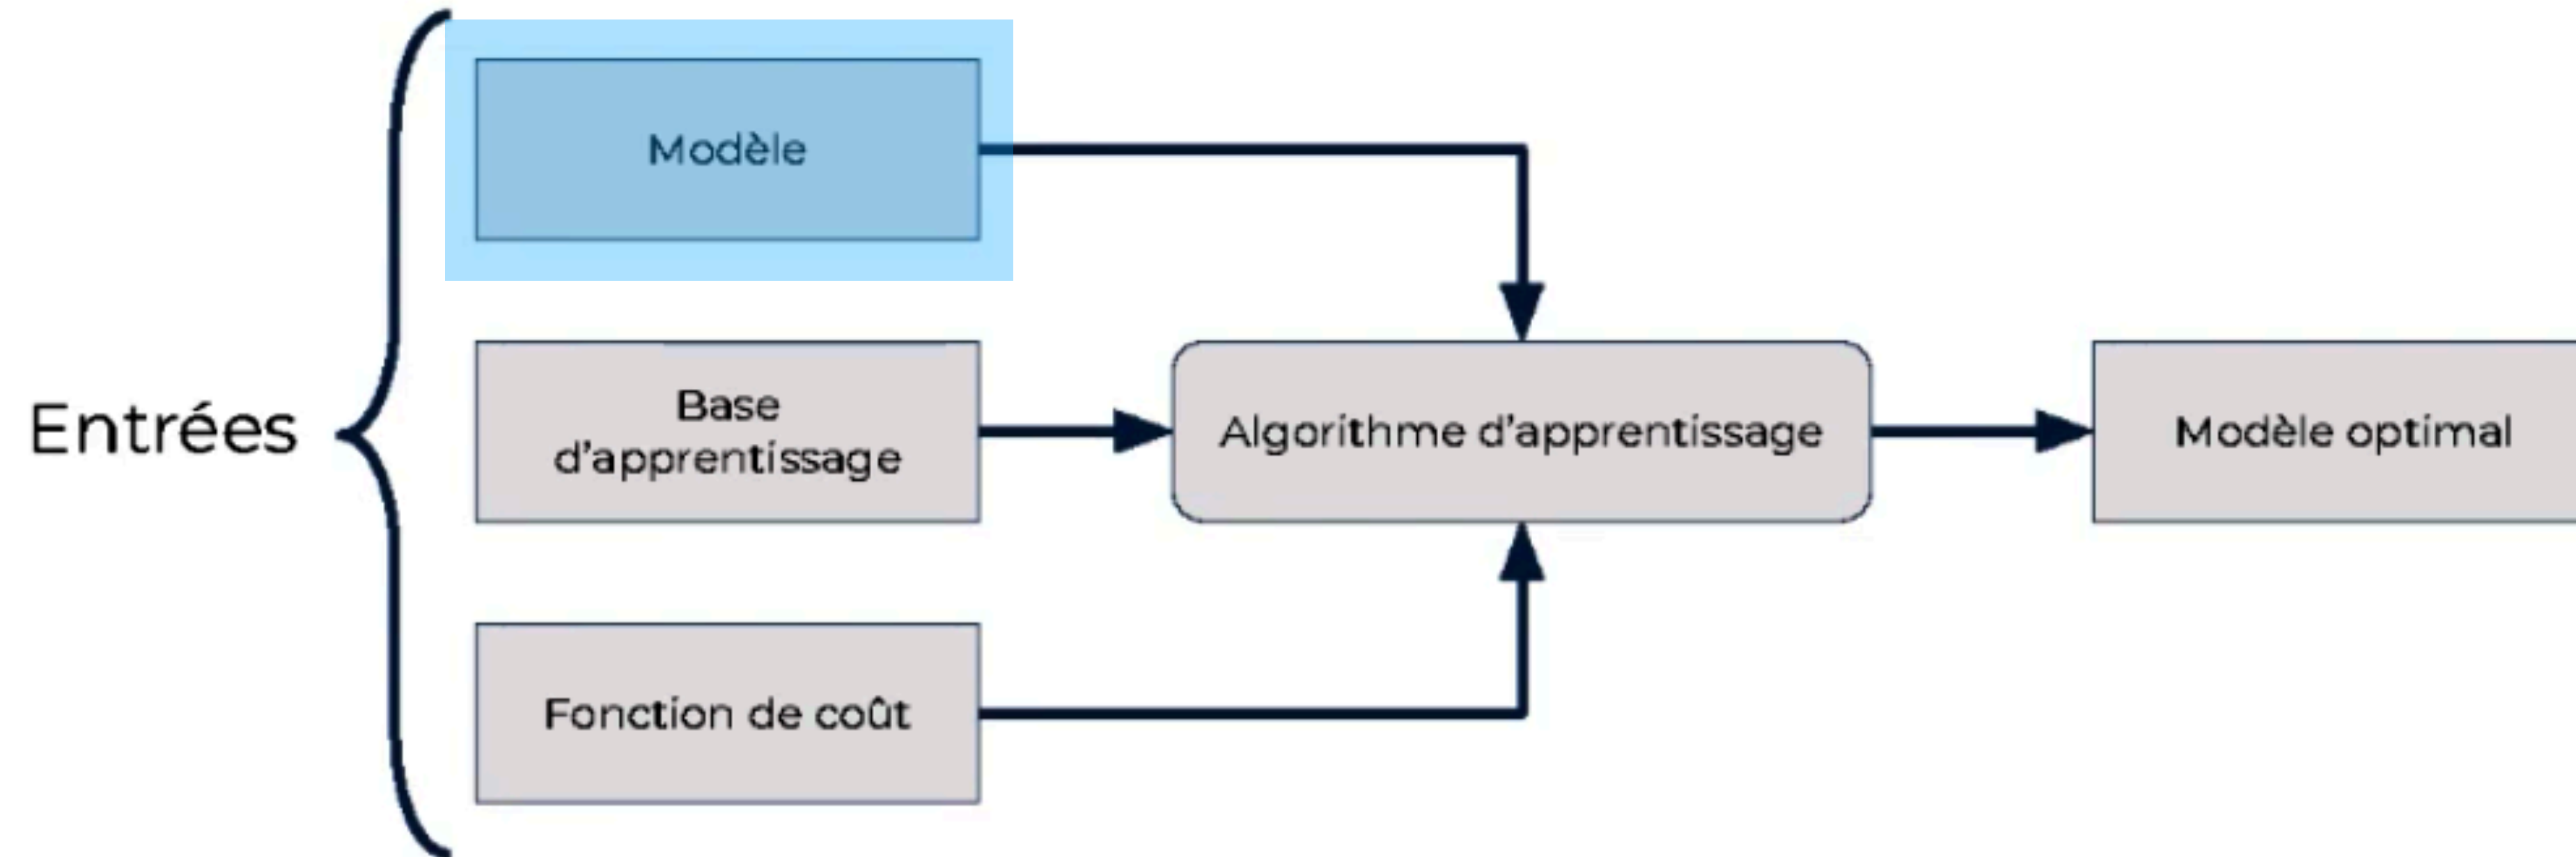 Modèle
Entrées
Base
d'apprentissage
Algorithme d'apprentissage
Modèle optimal
Fonction de coût